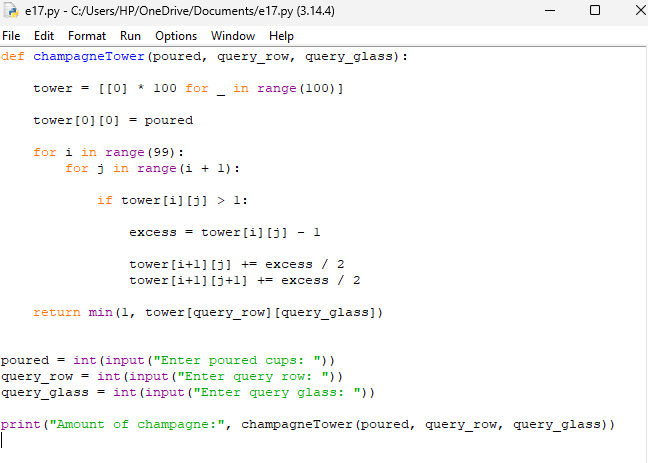 e17.py - C:/Users/HP/OneDrive/Documents/e17.py (3.14.4)
File Edit Format Run Options Window Help
def champagneTower(poured, query_row, query_glass):

    tower = [[0] * 100 for _ in range(100)]

    tower[0][0] = poured

    for i in range(99):
        for j in range(i + 1):

            if tower[i][j] > 1:

                excess = tower[i][j] - 1

                tower[i+1][j] += excess / 2
                tower[i+1][j+1] += excess / 2

    return min(1, tower[query_row][query_glass])


poured = int(input("Enter poured cups: "))
query_row = int(input("Enter query row: "))
query_glass = int(input("Enter query glass: "))

print("Amount of champagne:", champagneTower(poured, query_row, query_glass))